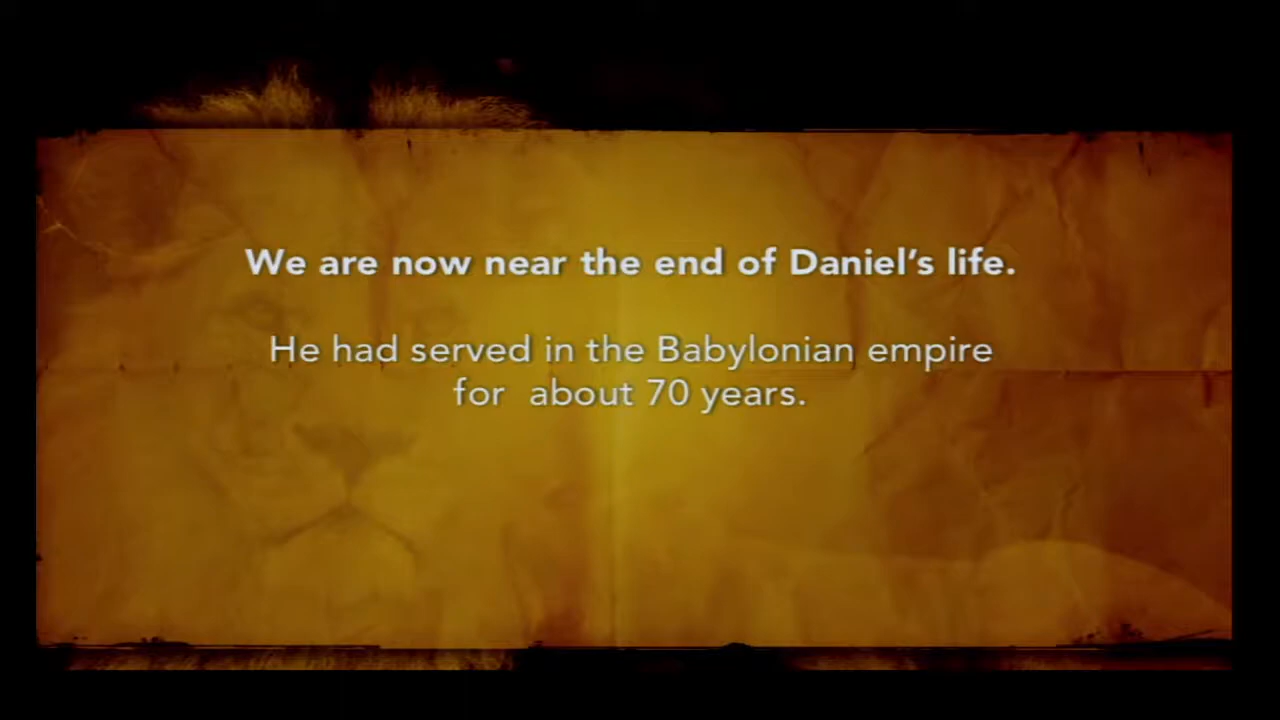 We are now near the end of Daniel’s life.
He had served in the Babylonian empire
for  about 70 years.